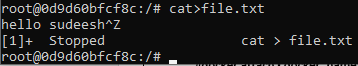 root@0d9d60bfcf8c:/# cat>file.txt
hello sudeesh^Z
[1]+  Stopped                 cat > file.txt
root@0d9d60bfcf8c:/#